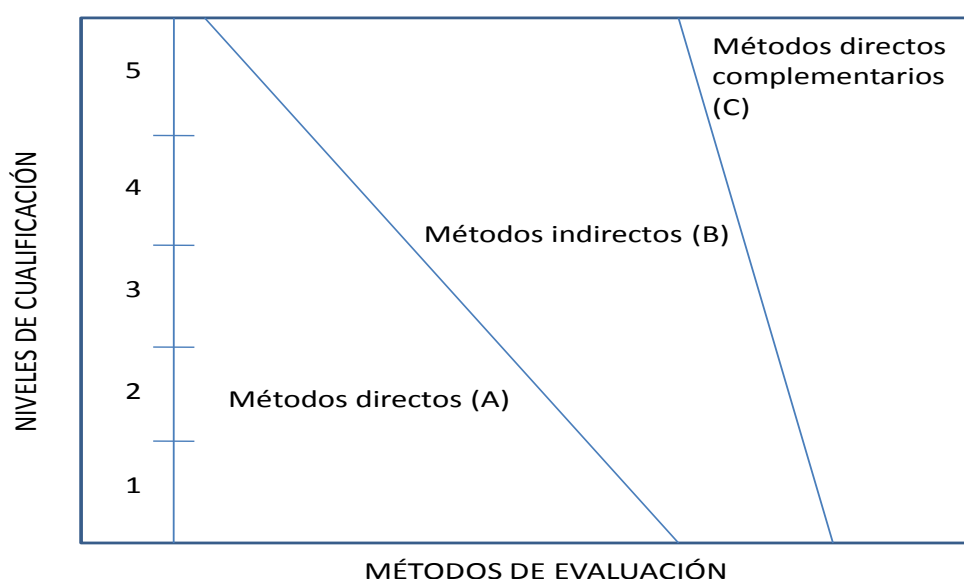 Métodos directos
complementarios
(C)
5
4
Métodos indirectos (B)
3
2
Métodos directos (A)
1
NIVELES DE CUALIFICACIÓN
MÉTODOS DE EVALUACIÓN